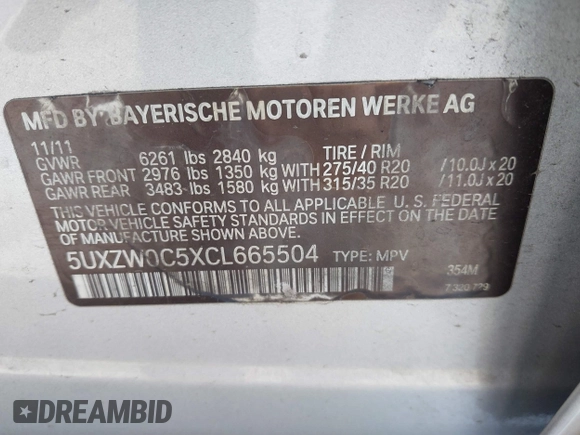 MFD BY: BAYERISCHE MOTOREN WERKE AG
11/11
GVWR 6261 lbs 2840 kg TIRE / RIM
GAWR FRONT 2976 lbs 1350 kg WITH 275/40 R20 /10.0J x 20
GAWR REAR 3483 lbs 1580 kg WITH 315/35 R20 /11.0J x 20
THIS VEHICLE CONFORMS TO ALL APPLICABLE U. S. FEDERAL
MOTOR VEHICLE SAFETY STANDARDS IN EFFECT ON THE
DATE OF MANUFACTURE SHOWN ABOVE.
5UXZW0C5XCL665504 TYPE: MPV 354M
7 320 729
DREAMBID